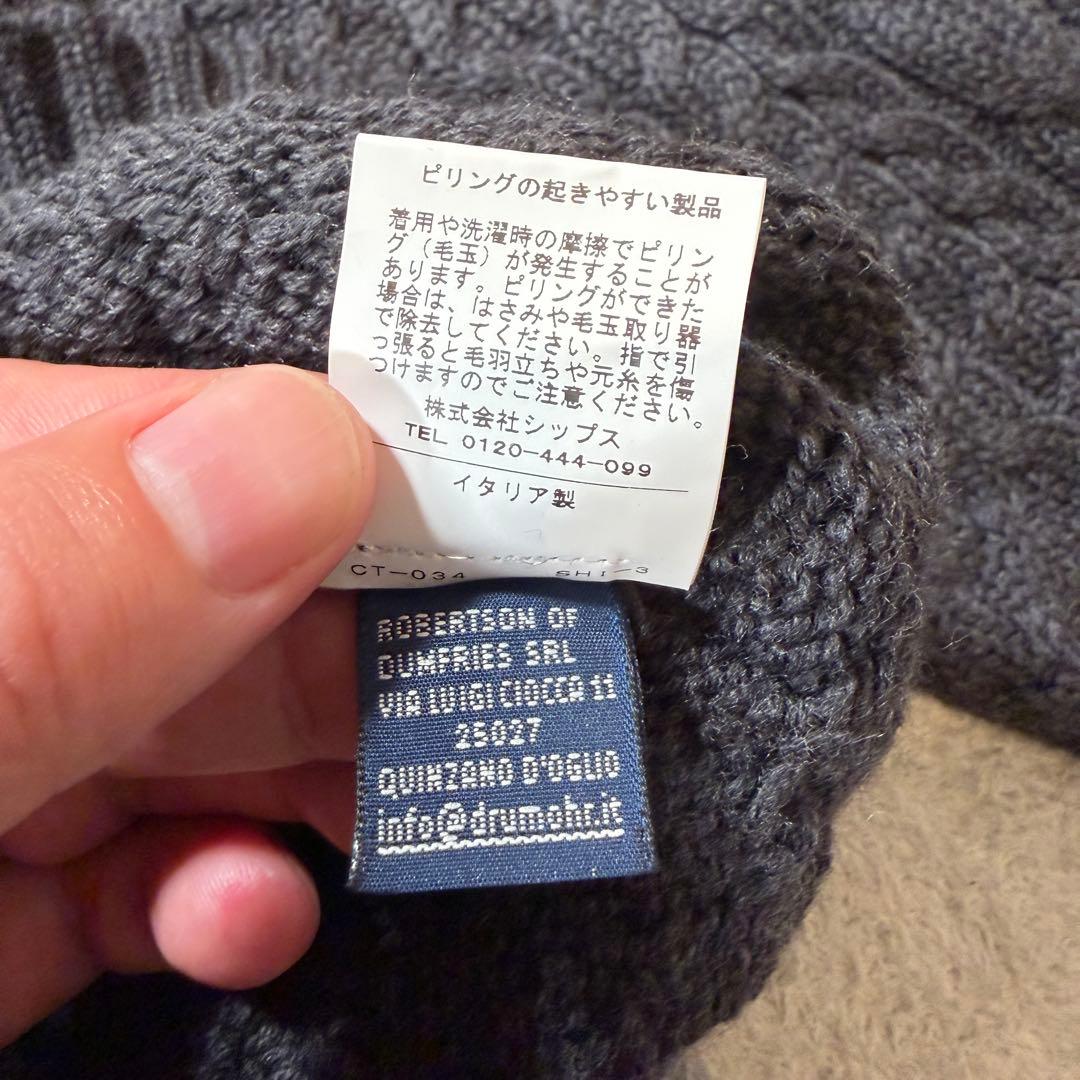 ピリングの起きやすい製品
着用や洗濯時の摩擦でピリン
グ（毛玉）が発生することが
あります。ピリングができた
場合は、はさみや毛玉取り器
で除去してください。指で引
っ張ると毛羽立ちや元糸を傷
つけますのでご注意ください。
株式会社シップス
TEL 0120-444-099
イタリア製
CT-034 SHI-3
ROBERTSON OF
DUMFRIES SRL
VIA LUIGI CIOCCA 11
25027
QUINZANO D'OGLIO
info@drumohr.it